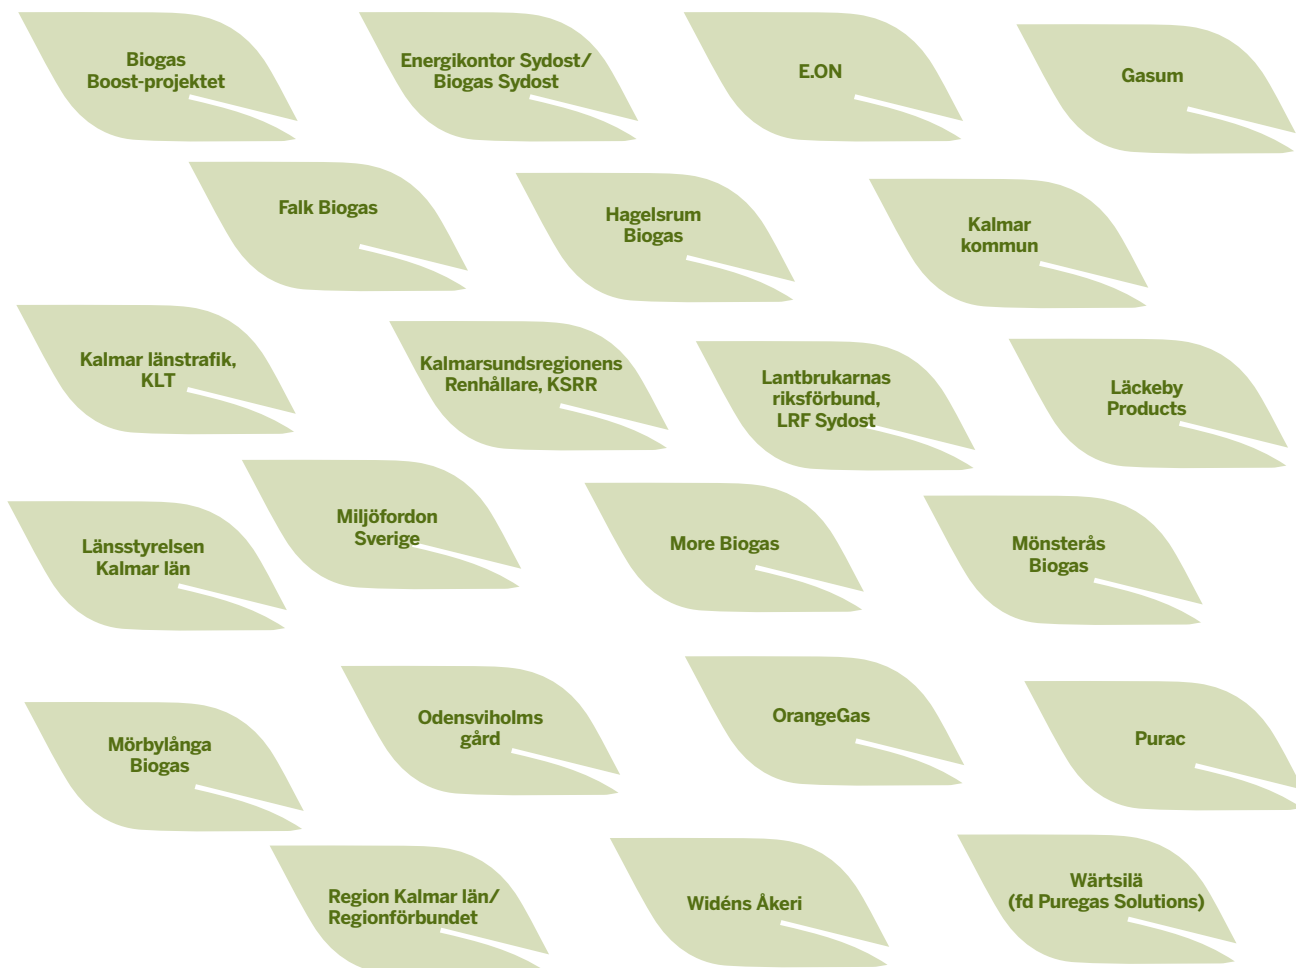 Biogas
Boost-projektet
Energikontor Sydost/
Biogas Sydost
E.ON
Gasum
Falk Biogas
Hagelsrum
Biogas
Kalmar
kommun
Kalmar länstrafik,
KLT
Kalmarsundsregionens
Renhållare, KSRR
Lantbrukarnas
riksförbund,
LRF Sydost
Läckeby
Products
Länsstyrelsen
Kalmar län
Miljöfordon
Sverige
More Biogas
Mönsterås
Biogas
Mörbylånga
Biogas
Odensviholms
gård
OrangeGas
Purac
Region Kalmar län/
Regionförbundet
Widéns Åkeri
Wärtsilä
(fd Puregas Solutions)